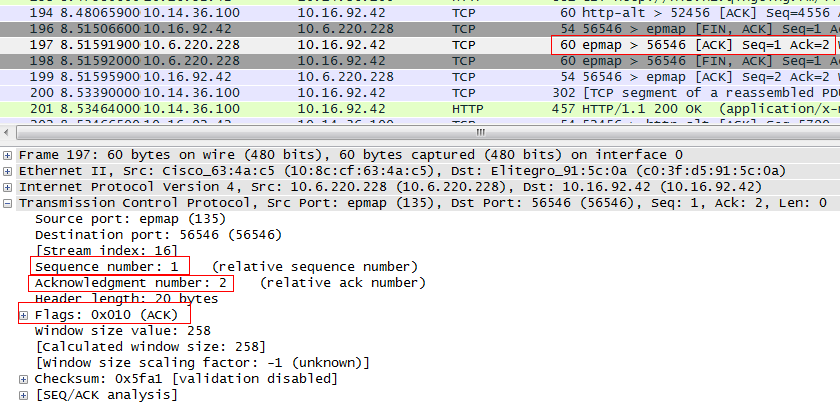 194 8.48065900 10.14.36.100 10.16.92.42 TCP 60 http-alt > 52456 [ACK] Seq=4556
196 8.51506600 10.16.92.42 10.6.220.228 TCP 54 56546 > epmap [FIN, ACK] Seq=1 A
197 8.51591900 10.6.220.228 10.16.92.42 TCP 60 epmap > 56546 [ACK] Seq=1 Ack=2
198 8.51592000 10.6.220.228 10.16.92.42 TCP 60 epmap > 56546 [FIN, ACK] Seq=1 A
199 8.51595900 10.16.92.42 10.6.220.228 TCP 54 56546 > epmap [ACK] Seq=2 Ack=2
200 8.53390000 10.14.36.100 10.16.92.42 TCP 302 [TCP segment of a reassembled PDU
201 8.53464000 10.14.36.100 10.16.92.42 HTTP 457 HTTP/1.1 200 OK (application/x-
Frame 197: 60 bytes on wire (480 bits), 60 bytes captured (480 bits) on interface 0
Ethernet II, Src: Cisco_63:4a:c5 (10:8c:cf:63:4a:c5), Dst: Elitegro_91:5c:0a (c0:3f:d5:91:5c:0a)
Internet Protocol Version 4, Src: 10.6.220.228 (10.6.220.228), Dst: 10.16.92.42 (10.16.92.42)
Transmission Control Protocol, Src Port: epmap (135), Dst Port: 56546 (56546), Seq: 1, Ack: 2, Len: 0
Source port: epmap (135)
Destination port: 56546 (56546)
[Stream index: 16]
Sequence number: 1 (relative sequence number)
Acknowledgment number: 2 (relative ack number)
Header length: 20 bytes
Flags: 0x010 (ACK)
Window size value: 258
[Calculated window size: 258]
[Window size scaling factor: -1 (unknown)]
Checksum: 0x5fa1 [validation disabled]
[SEQ/ACK analysis]